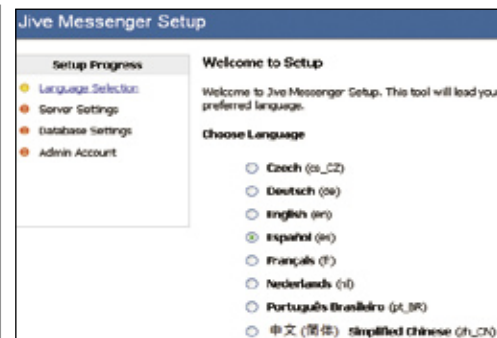 Jive Messenger Setup
Setup Progress
Language Selection
Server Settings
Database Settings
Admin Account
Welcome to Setup
Welcome to Jive Messenger Setup. This tool will lead you
preferred language.
Choose Language
Czech (cs_CZ)
Deutsch (de)
English (en)
Español (es)
Français (fr)
Nederlands (nl)
Português Brasileiro (pt_BR)
中文 (简体) Simplified Chinese (zh_CN)